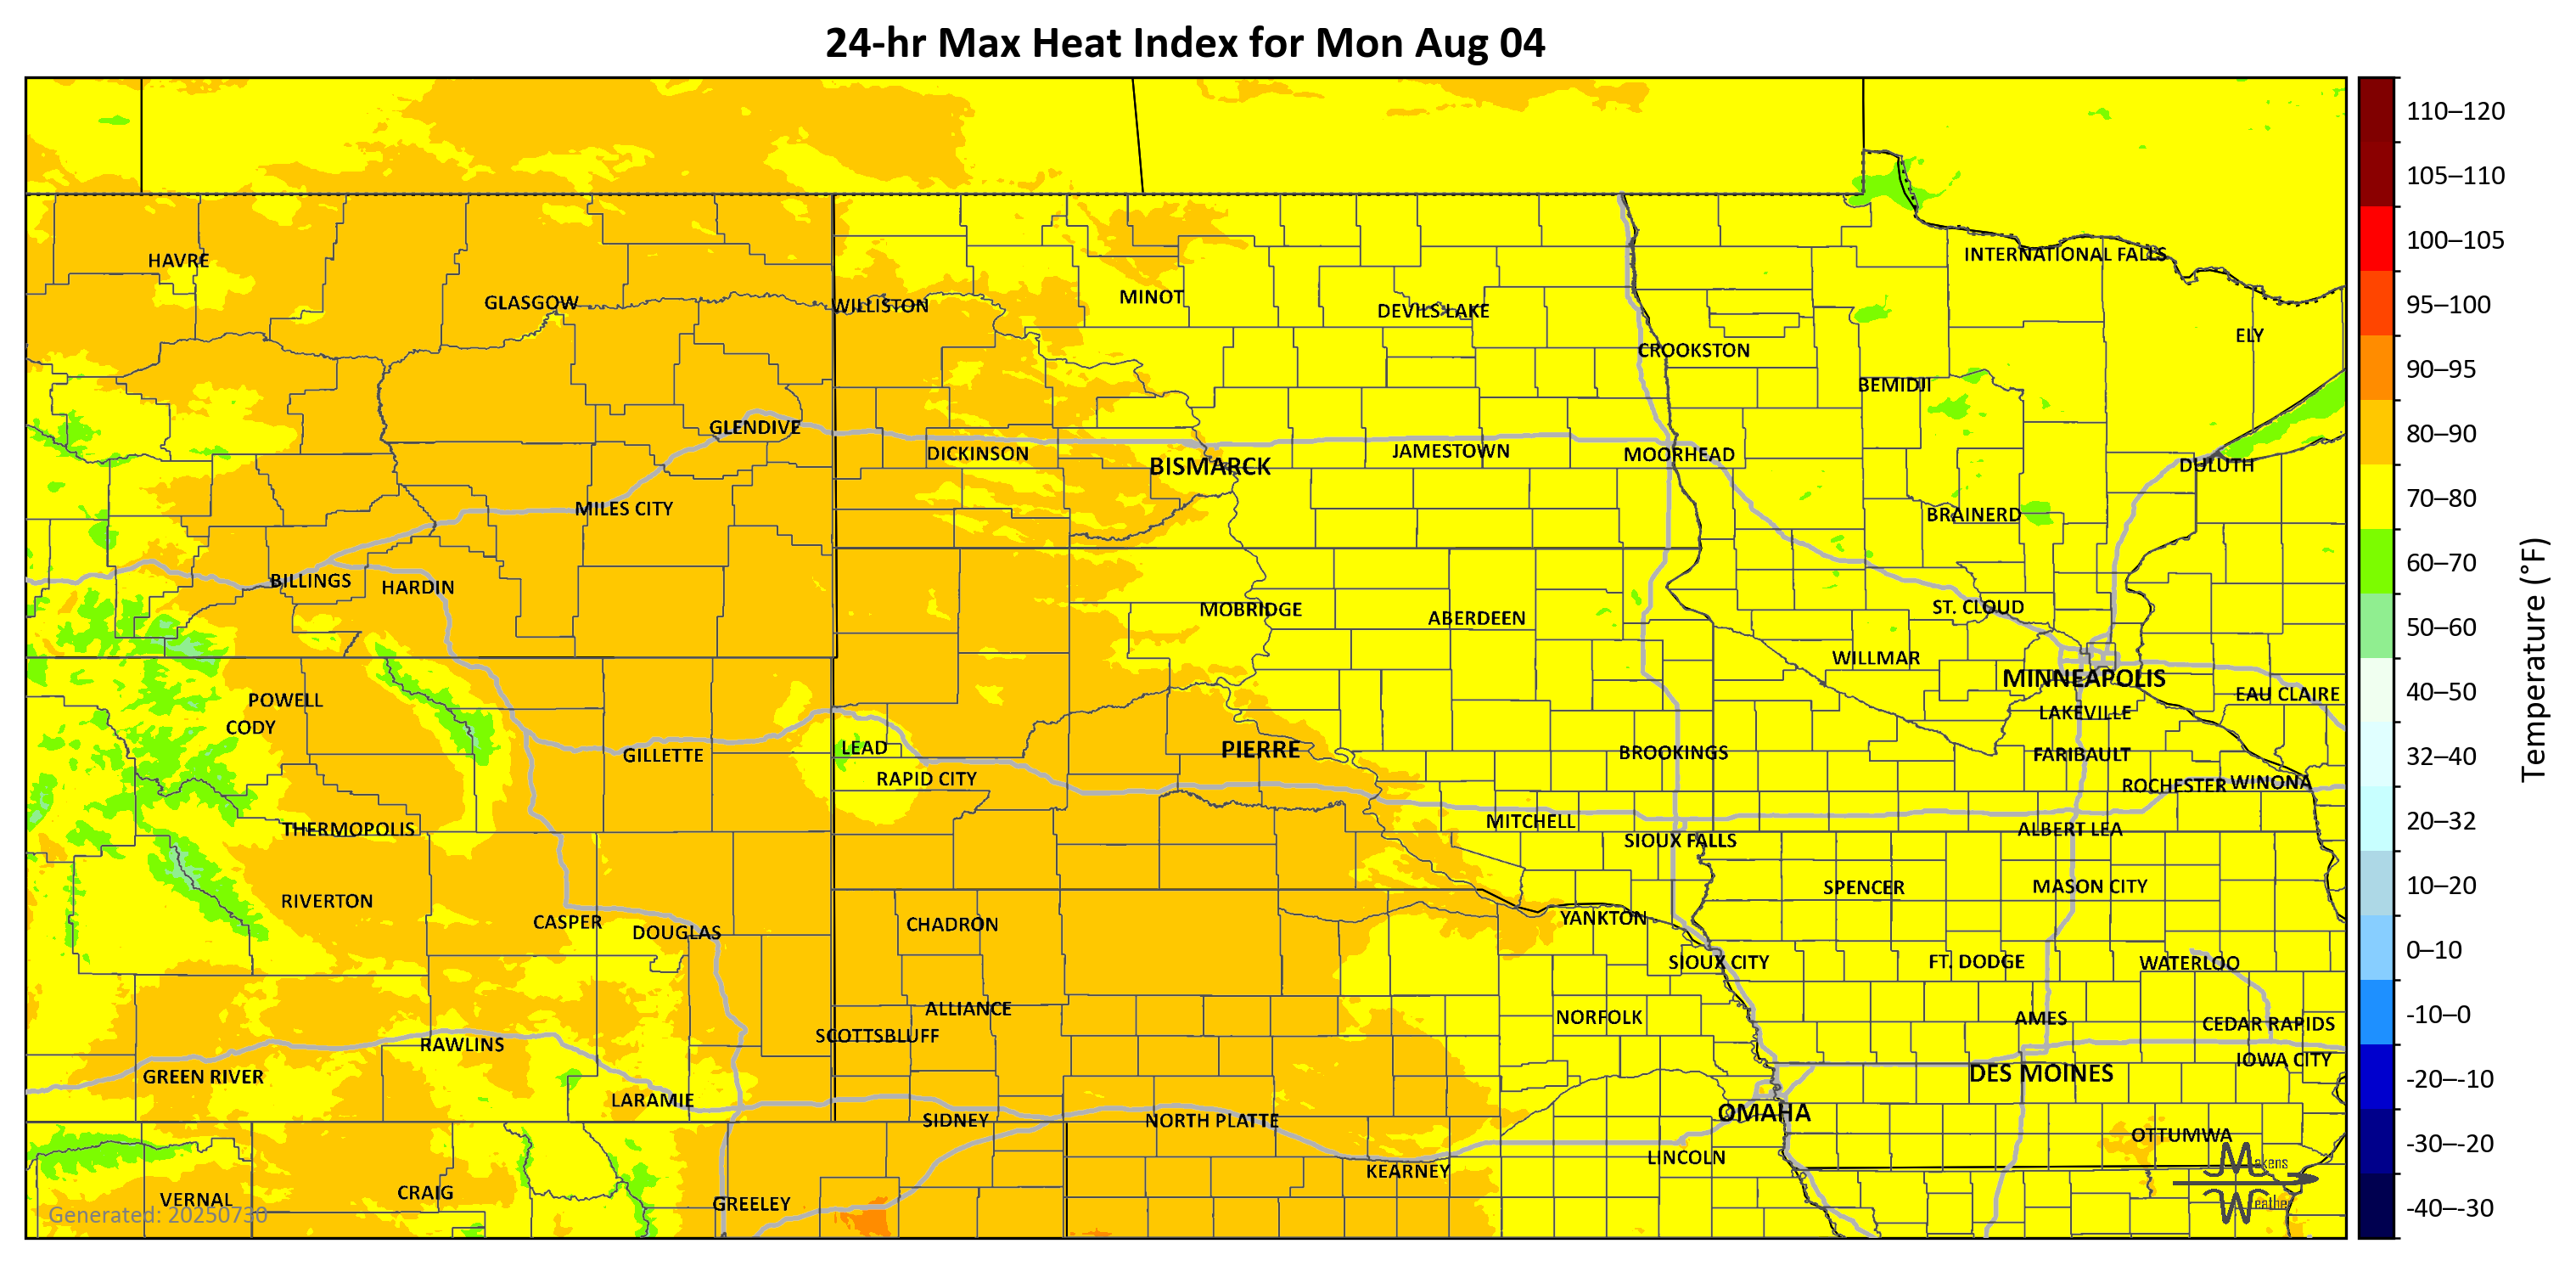 24-hr Max Heat Index for Mon Aug 04
110–120
105–110
100–105
95–100
90–95
80–90
70–80
60–70
50–60
40–50
32–40
20–32
10–20
0–10
-10–0
-20–-10
-30–-20
-40–-30
Temperature (°F)
HAVRE
INTERNATIONAL FALLS
GLASGOW
WILLISTON
MINOT
DEVILS LAKE
ELY
CROOKSTON
BEMIDJI
GLENDIVE
DICKINSON
BISMARCK
JAMESTOWN
MOORHEAD
DULUTH
MILES CITY
BRAINERD
BILLINGS
HARDIN
MOBRIDGE
ABERDEEN
ST. CLOUD
WILLMAR
MINNEAPOLIS
POWELL
EAU CLAIRE
CODY
LAKEVILLE
GILLETTE
LEAD
PIERRE
BROOKINGS
FARIBAULT
RAPID CITY
ROCHESTER
WINONA
THERMOPOLIS
MITCHELL
ALBERT LEA
SIOUX FALLS
RIVERTON
SPENCER
MASON CITY
CASPER
DOUGLAS
CHADRON
YANKTON
SIOUX CITY
FT. DODGE
WATERLOO
ALLIANCE
NORFOLK
AMES
CEDAR RAPIDS
SCOTTSBLUFF
RAWLINS
IOWA CITY
GREEN RIVER
DES MOINES
LARAMIE
SIDNEY
NORTH PLATTE
OMAHA
OTTUMWA
KEARNEY
LINCOLN
VERNAL
CRAIG
GREELEY
Makens
Weather
Generated: 20250730